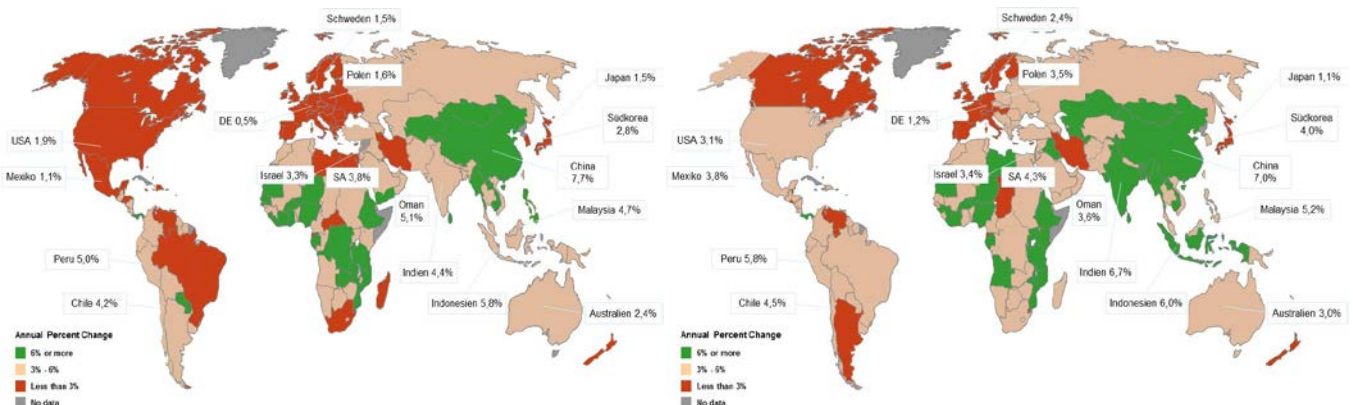 Schweden 1,5%
Polen 1,6%
Japan 1,5%
DE 0,5%
Südkorea
2,8%
USA 1,9%
China
7,7%
Israel 3,3%
SA 3,8%
Mexiko 1,1%
Oman
5,1%
Malaysia 4,7%
Peru 5,0%
Indien 4,4%
Chile 4,2%
Indonesien 5,8%
Australien 2,4%
Annual Percent Change
6% or more
3% - 6%
Less than 3%
No data
Schweden 2,4%
Polen 3,5%
Japan 1,1%
DE 1,2%
Südkorea
4,0%
USA 3,1%
China
7,0%
Israel 3,4%
SA 4,3%
Mexiko 3,8%
Oman
3,6%
Malaysia 5,2%
Peru 5,8%
Indien 6,7%
Chile 4,5%
Indonesien 6,0%
Australien 3,0%
Annual Percent Change
6% or more
3% - 6%
Less than 3%
No data